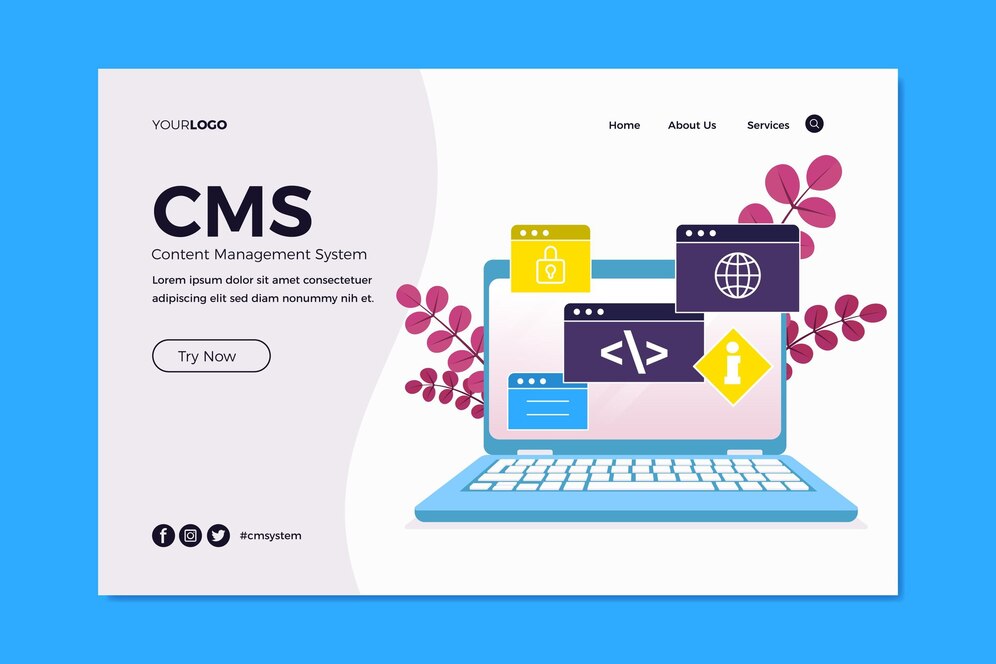 YOURLOGO
Home About Us Services
CMS
Content Management System
Lorem ipsum dolor sit amet consectetuer
adipiscing elit sed diam nonummy nih et.
Try Now
</>
i
f
#cmsystem